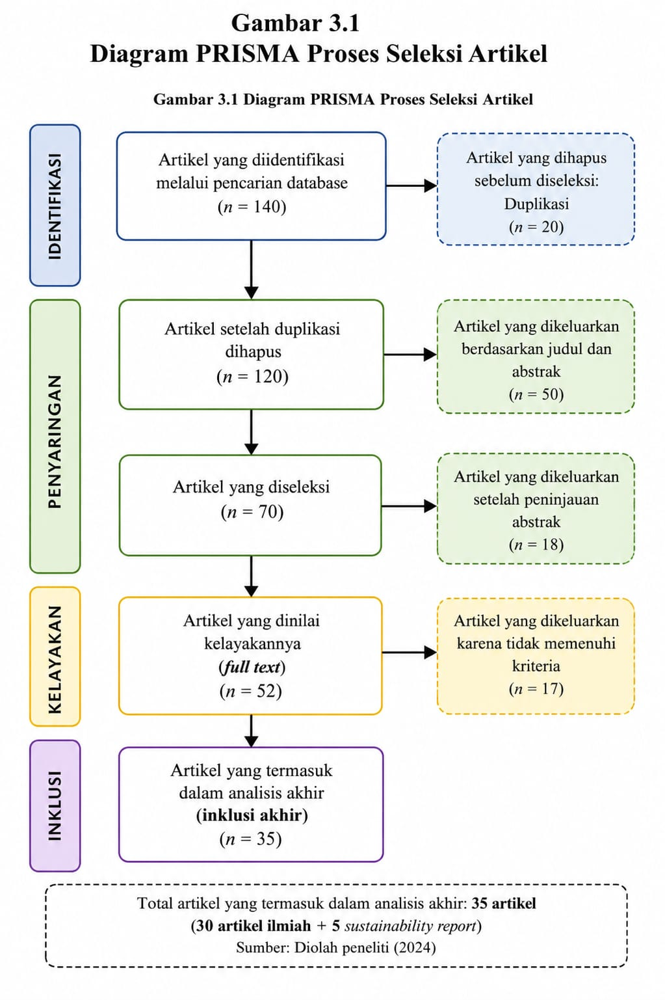 Gambar 3.1
Diagram PRISMA Proses Seleksi Artikel
Gambar 3.1 Diagram PRISMA Proses Seleksi Artikel
IDENTIFIKASI
Artikel yang diidentifikasi
melalui pencarian database
(n = 140)
Artikel yang dihapus
sebelum diseleksi:
Duplikasi
(n = 20)
PENYARINGAN
Artikel setelah duplikasi
dihapus
(n = 120)
Artikel yang dikeluarkan
berdasarkan judul dan
abstrak
(n = 50)
Artikel yang diseleksi
(n = 70)
Artikel yang dikeluarkan
setelah peninjauan
abstrak
(n = 18)
KELAYAKAN
Artikel yang dinilai
kelayakannya
(full text)
(n = 52)
Artikel yang dikeluarkan
karena tidak memenuhi
kriteria
(n = 17)
INKLUSI
Artikel yang termasuk
dalam analisis akhir
(inklusi akhir)
(n = 35)
Total artikel yang termasuk dalam analisis akhir: 35 artikel
(30 artikel ilmiah + 5 sustainability report)
Sumber: Diolah peneliti (2024)